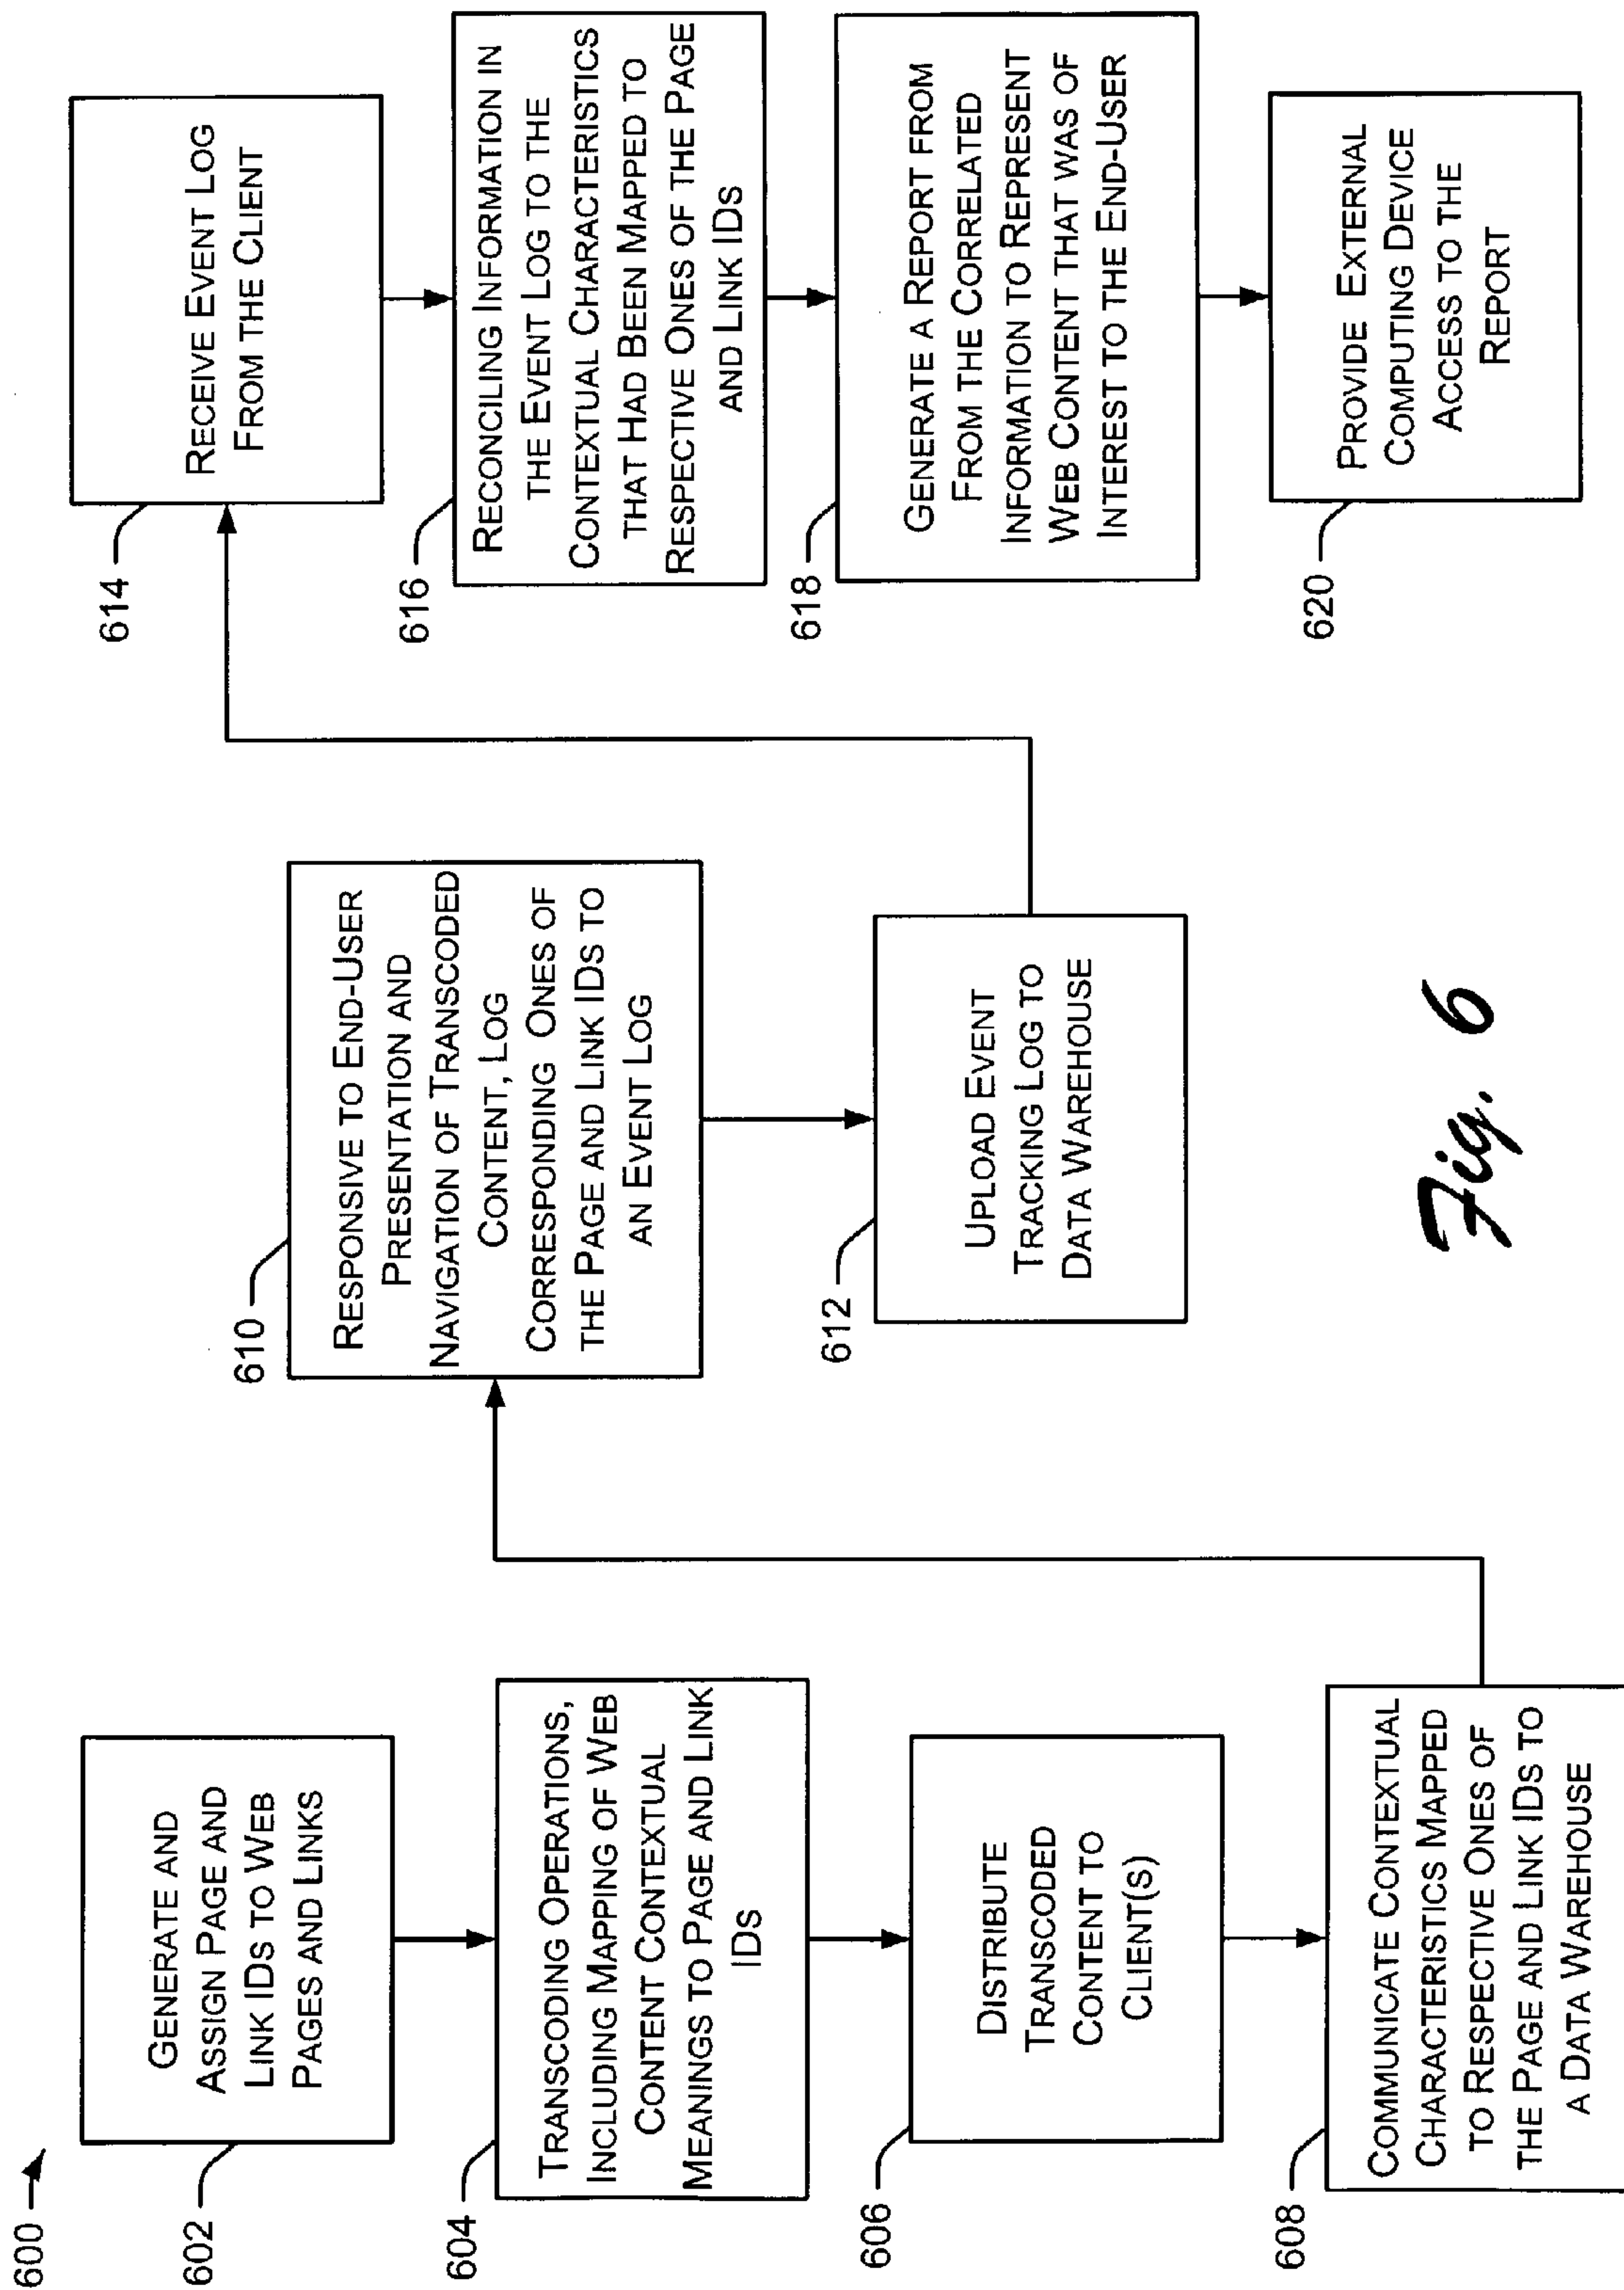 600
602
GENERATE AND
ASSIGN PAGE AND
LINK IDS TO WEB
PAGES AND LINKS
604
TRANSCODING OPERATIONS,
INCLUDING MAPPING OF WEB
CONTENT CONTEXTUAL
MEANINGS TO PAGE AND LINK
IDS
606
DISTRIBUTE
TRANSCODED
CONTENT TO
CLIENT(S)
608
COMMUNICATE CONTEXTUAL
CHARACTERISTICS MAPPED
TO RESPECTIVE ONES OF
THE PAGE AND LINK IDS TO
A DATA WAREHOUSE
610
RESPONSIVE TO END-USER
PRESENTATION AND
NAVIGATION OF TRANSCODED
CONTENT, LOG
CORRESPONDING ONES OF
THE PAGE AND LINK IDS TO
AN EVENT LOG
612
UPLOAD EVENT
TRACKING LOG TO
DATA WAREHOUSE
614
RECEIVE EVENT LOG
FROM THE CLIENT
616
RECONCILING INFORMATION IN
THE EVENT LOG TO THE
CONTEXTUAL CHARACTERISTICS
THAT HAD BEEN MAPPED TO
RESPECTIVE ONES OF THE PAGE
AND LINK IDS
618
GENERATE A REPORT FROM
FROM THE CORRELATED
INFORMATION TO REPRESENT
WEB CONTENT THAT WAS OF
INTEREST TO THE END-USER
620
PROVIDE EXTERNAL
COMPUTING DEVICE
ACCESS TO THE
REPORT
Fig. 6